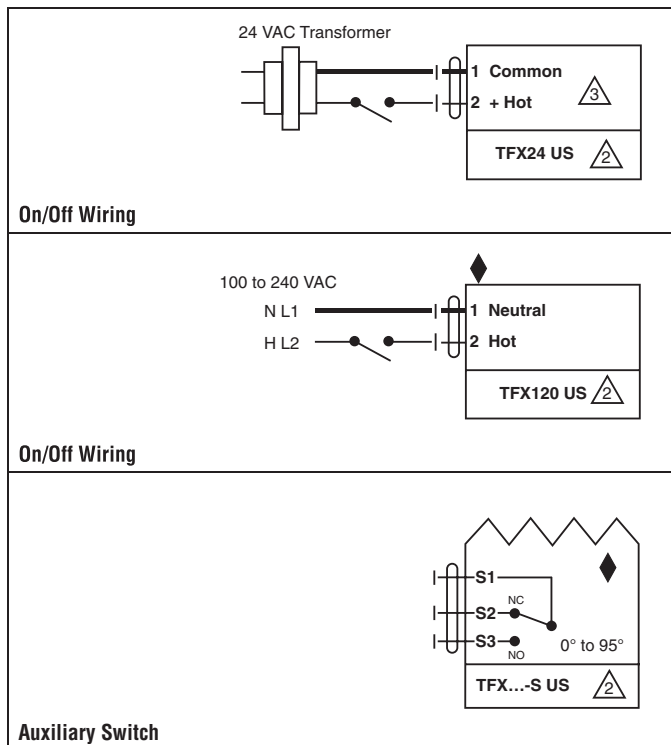 24 VAC Transformer
1 Common
2 + Hot
3
TFX24 US 2
On/Off Wiring
100 to 240 VAC
N L1
1 Neutral
H L2
2 Hot
TFX120 US 2
On/Off Wiring
S1
NC
S2
S3
0° to 95°
NO
TFX...-S US 2
Auxiliary Switch